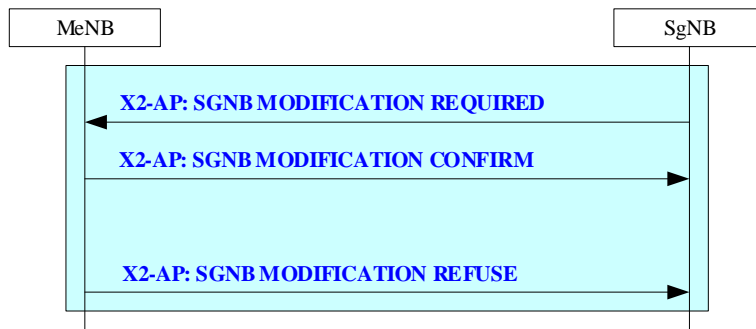 MeNB
SgNB
X2-AP: SGNB MODIFICATION REQUIRED
X2-AP: SGNB MODIFICATION CONFIRM
X2-AP: SGNB MODIFICATION REFUSE